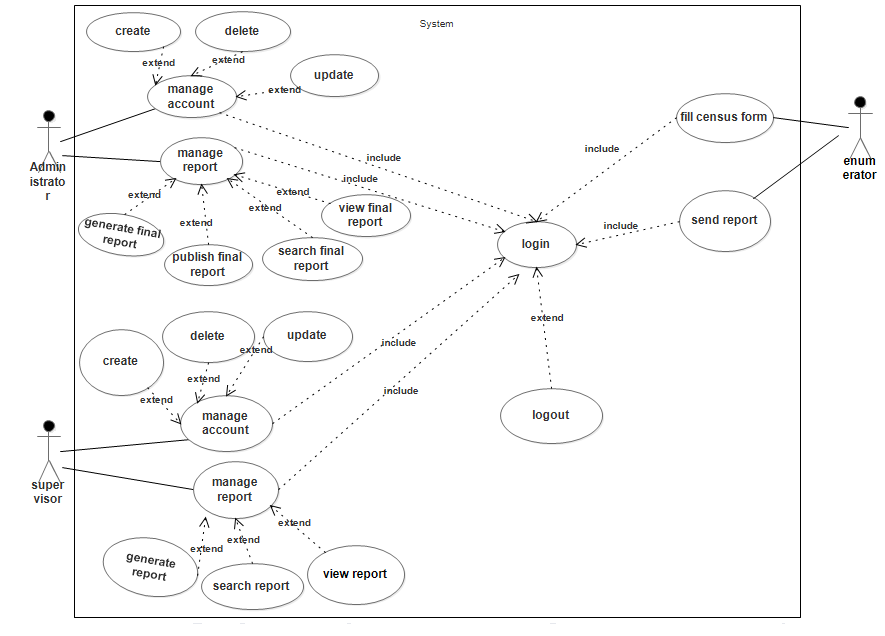 System
create
delete
extend
extend
update
manage
account
extend
fill census form
Admin
istrato
r
enum
erator
manage
report
include
include
include
extend
extend
extend
view final
report
generate final
report
extend
publish final
report
search final
report
login
include
send report
create
delete
update
extend
extend
extend
manage
account
include
extend
include
logout
super
visor
manage
report
extend
extend
extend
generate
report
search report
view report